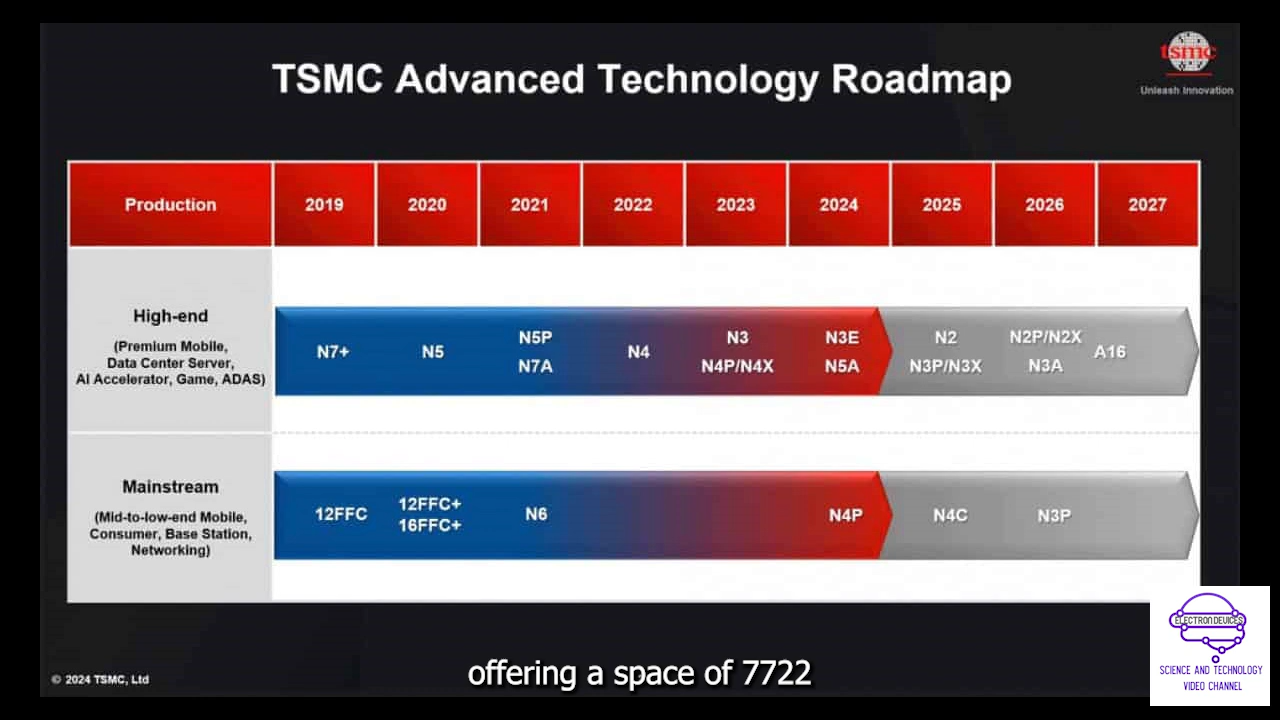 TSMC Advanced Technology Roadmap
tsmc
Unleash Innovation
Production 2019 2020 2021 2022 2023 2024 2025 2026 2027
High-end
(Premium Mobile,
Data Center Server,
AI Accelerator, Game, ADAS)
N7+ N5 N5P N4 N3 N3E N2 N2P/N2X A16
N7A N4P/N4X N5A N3P/N3X N3A
Mainstream
(Mid-to-low-end Mobile,
Consumer, Base Station,
Networking)
12FFC 12FFC+ N6 N4P N4C N3P
16FFC+
© 2024 TSMC, Ltd
offering a space of 7722
ELECTRON DEVICES
SCIENCE AND TECHNOLOGY
VIDEO CHANNEL